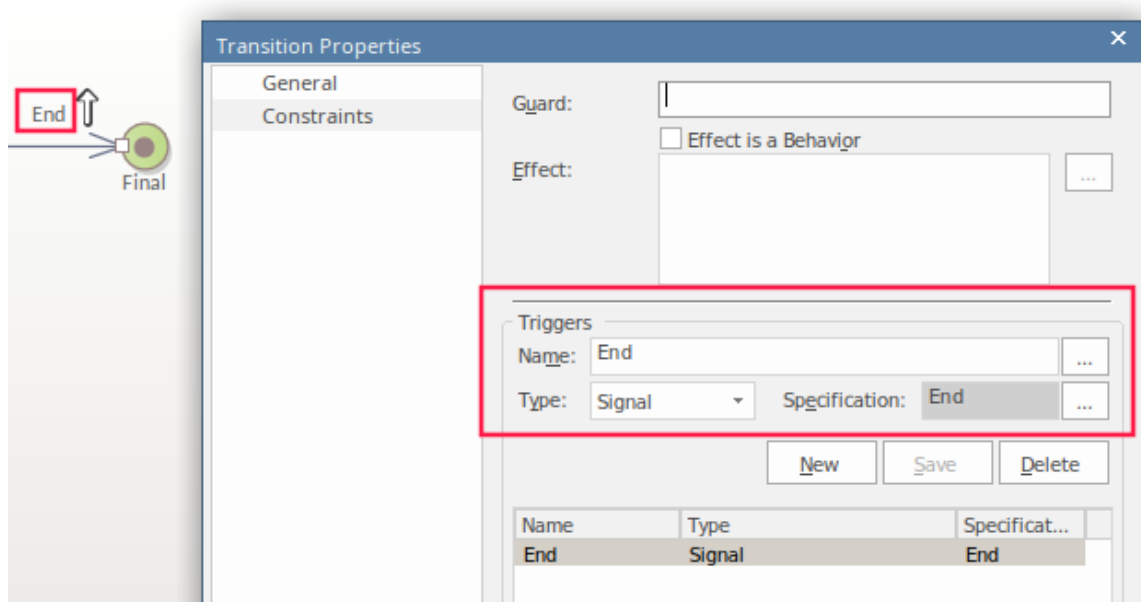 Transition Properties
General
Constraints
End
Final
Guard:
Effect is a Behavior
Effect:
...
Triggers
Name: End ...
Type: Signal Specification: End ...
New Save Delete
Name Type Specificat...
End Signal End